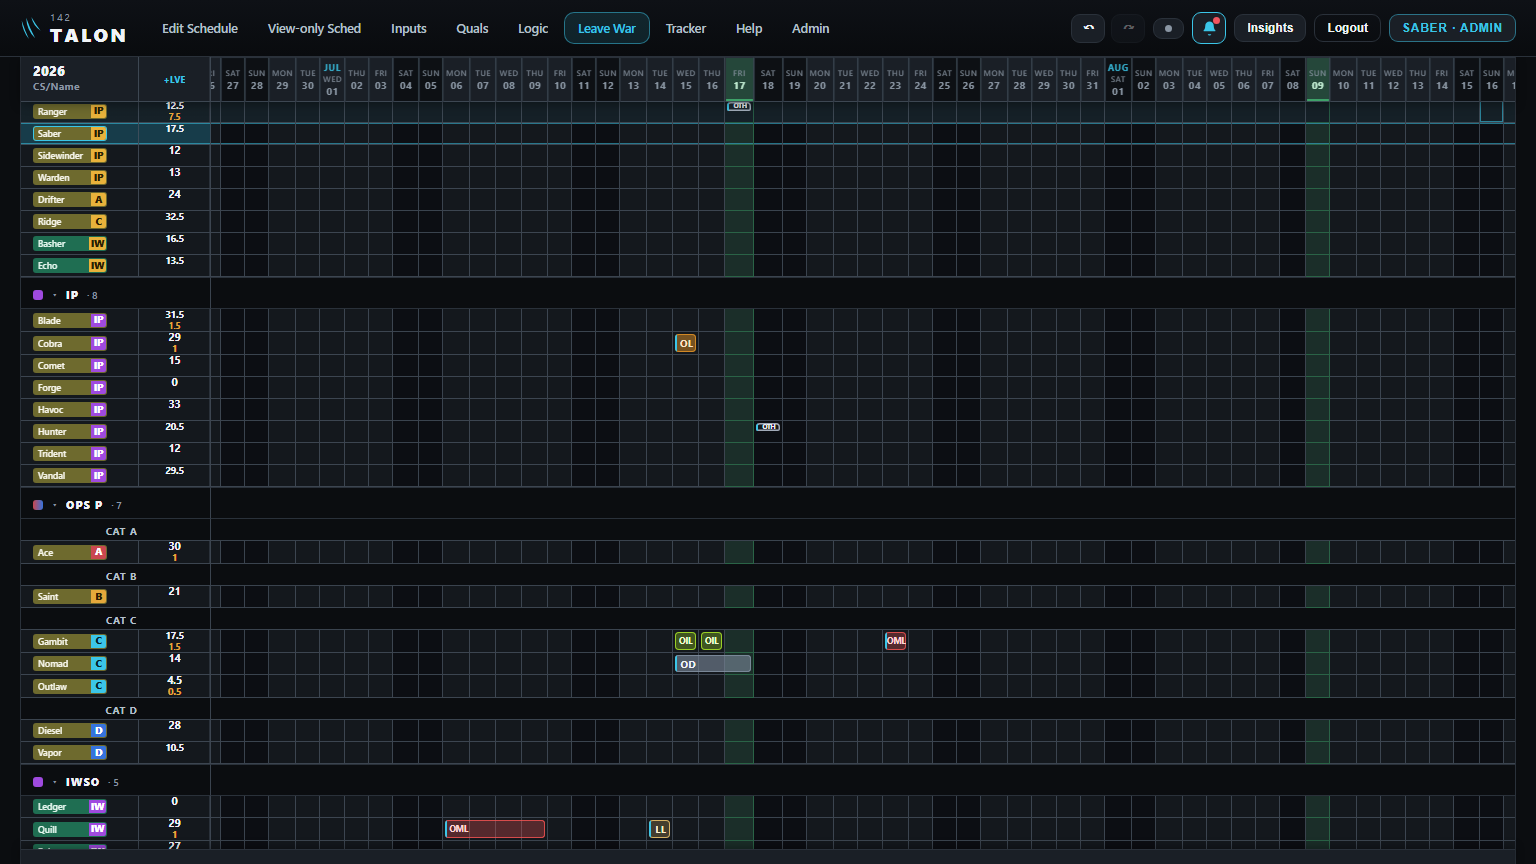 142
TALON
Edit Schedule View-only Sched Inputs Quals Logic Leave War Tracker Help Admin
Insights Logout SABER · ADMIN
2026
CS/Name
+LVE
JUL
AUG
SAT SUN MON TUE WED THU FRI SAT SUN MON TUE WED THU FRI SAT SUN MON TUE WED THU FRI SAT SUN MON TUE WED THU FRI SAT SUN MON TUE WED THU FRI SAT SUN MON TUE WED THU FRI SAT SUN MON TUE WED THU FRI SAT SUN
27 28 29 30 01 02 03 04 05 06 07 08 09 10 11 12 13 14 15 16 17 18 19 20 21 22 23 24 25 26 27 28 29 30 31 01 02 03 04 05 06 07 08 09 10 11 12 13 14 15 16
Ranger IP 12.5 OTH
7.5
Saber IP 17.5
Sidewinder IP 12
Warden IP 13
Drifter A 24
Ridge C 32.5
Basher IW 16.5
Echo IW 13.5
· IP · 8
Blade IP 31.5
1.5
Cobra IP 29 OL
1
Comet IP 15
Forge IP 0
Havoc IP 33
Hunter IP 20.5 OTH
Trident IP 12
Vandal IP 29.5
· OPS P · 7
CAT A
Ace A 30
1
CAT B
Saint B 21
CAT C
Gambit C 17.5 OIL OIL OML
1.5
Nomad C 14 OD
Outlaw C 4.5
0.5
CAT D
Diesel D 28
Vapor D 10.5
· IWSO · 5
Ledger IW 0
Quill IW 29 OML LL
1
27